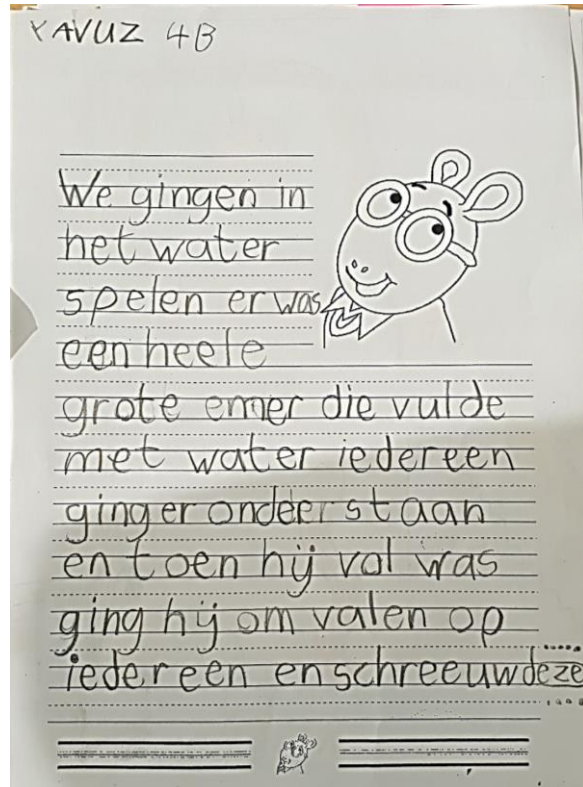 YAVUZ 4B
We gingen in
het water
spelen er was
een heele
grote emer die vulde
met water iedereen
ging er onder staan
en toen hij vol was
ging hij om valen op
iedereen en schreeuwdeze